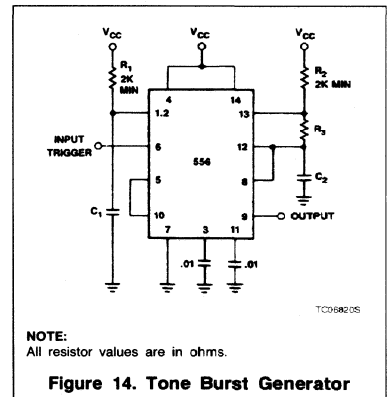 VCC VCC VCC
R1
2K
MIN
R2
2K MIN
4 14
1.2 13
R3
INPUT
TRIGGER
6 12
556
5 8
C2
C1
10 9 OUTPUT
7 3 11
.01 .01
TC06820S
NOTE:
All resistor values are in ohms.
Figure 14. Tone Burst Generator